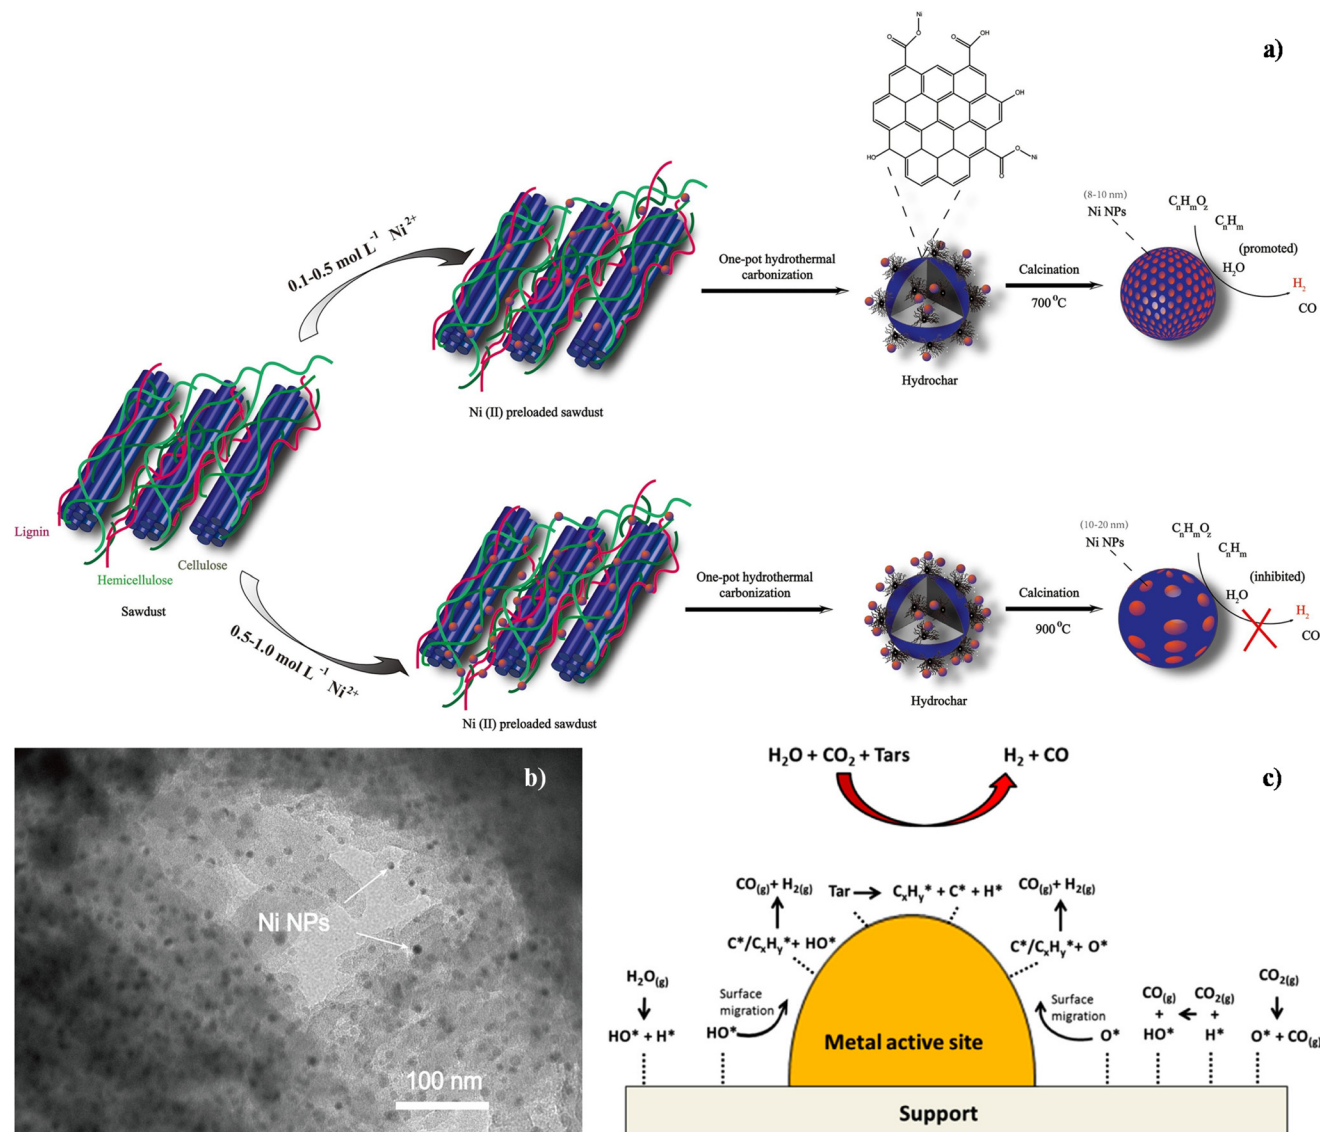 a)
Ni
O
O
O
OH
OH
HO
O
O
Ni
0.1-0.5 mol L⁻¹ Ni²⁺
Ni (II) preloaded sawdust
One-pot hydrothermal
carbonization
Hydrochar
Calcination
700 °C
(8-10 nm)
Ni NPs
CₙHₘO_z
CₙHₘ
H₂O
(promoted)
H₂
CO
Lignin
Hemicellulose
Cellulose
Sawdust
0.5-1.0 mol L⁻¹ Ni²⁺
Ni (II) preloaded sawdust
One-pot hydrothermal
carbonization
Hydrochar
Calcination
900 °C
(10-20 nm)
Ni NPs
CₙHₘO_z
CₙHₘ
H₂O
(inhibited)
H₂
CO
b)
Ni NPs
100 nm
c)
H₂O + CO₂ + Tars
H₂ + CO
CO(g) + H₂(g)
Tar
CₓHᵧ* + C* + H*
CO(g) + H₂(g)
C*/CₓHᵧ* + HO*
C*/CₓHᵧ* + O*
H₂O(g)
HO* + H*
Surface
migration
HO*
Metal active site
Surface
migration
O*
CO(g)
+
HO*
CO₂(g)
+
H*
CO₂(g)
O* + CO(g)
Support